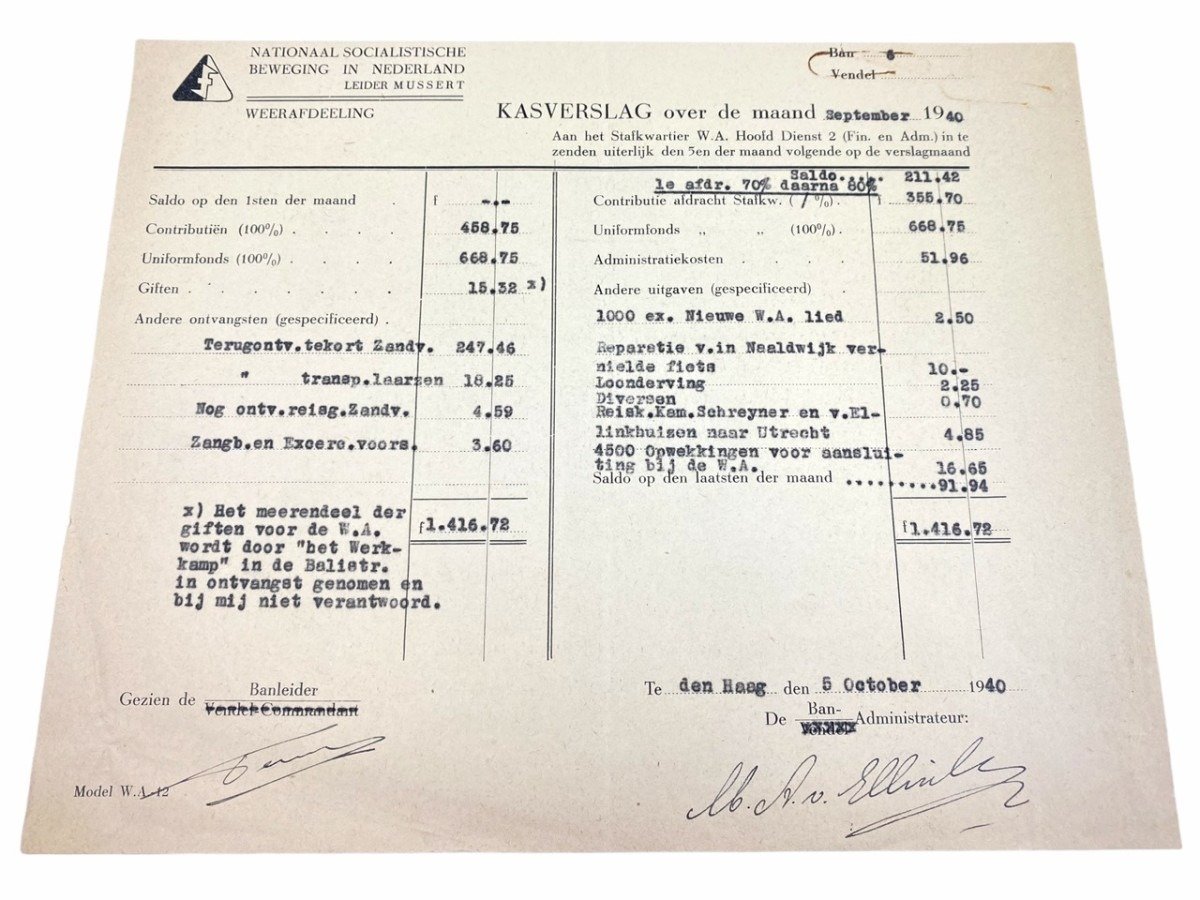 NATIONAAL SOCIALISTISCHE
BEWEGING IN NEDERLAND
LEIDER MUSSERT
WEERAFDEELING
Ban 8
Vendel
KASVERSLAG over de maand September 1940
Aan het Stafkwartier W.A. Hoofd Dienst 2 (Fin. en Adm.) in te
zenden uiterlijk den 5en der maand volgende op de verslagmaand
Saldo op den 1sten der maand . f -.-
Contributiën (100%) . . . . 458.75
Uniformfonds (100%) . . . . 668.75
Giften . . . . . . . 15.32 x)
Andere ontvangsten (gespecificeerd) .
Terugontv.tekort Zandv. 247.46
" transp.laarzen 18.25
Nog ontv.reisg.Zandv. 4.59
Zangb.en Excerc.voors. 3.60
f 1.416.72
x) Het meerendeel der
giften voor de W.A.
wordt door "het Werk-
kamp" in de Balistr.
in ontvangst genomen en
bij mij niet verantwoord.
Saldo.... 211.42
1e afdr. 70% daarna 80%
Contributie afdracht Stafkw. ( %) . f 355.70
Uniformfonds „ „ (100%) . 668.75
Administratiekosten . . . . 51.96
Andere uitgaven (gespecificeerd) .
1000 ex. Nieuwe W.A. lied 2.50
Reparatie v.in Naaldwijk ver-
nielde fiets 10.-
Loonderving 2.25
Diversen 0.70
Reisk.Kam.Schreyner en v.El-
linkhuizen naar Utrecht 4.85
4500 Opwekkingen voor aanslui-
ting bij de W.A. 16.65
Saldo op den laatsten der maand .........91.94
f 1.416.72
Gezien de Banleider
Vendel-Commandant
Te den Haag den 5 October 1940
De Ban-
Vendel Administrateur:
Model W.A.-12